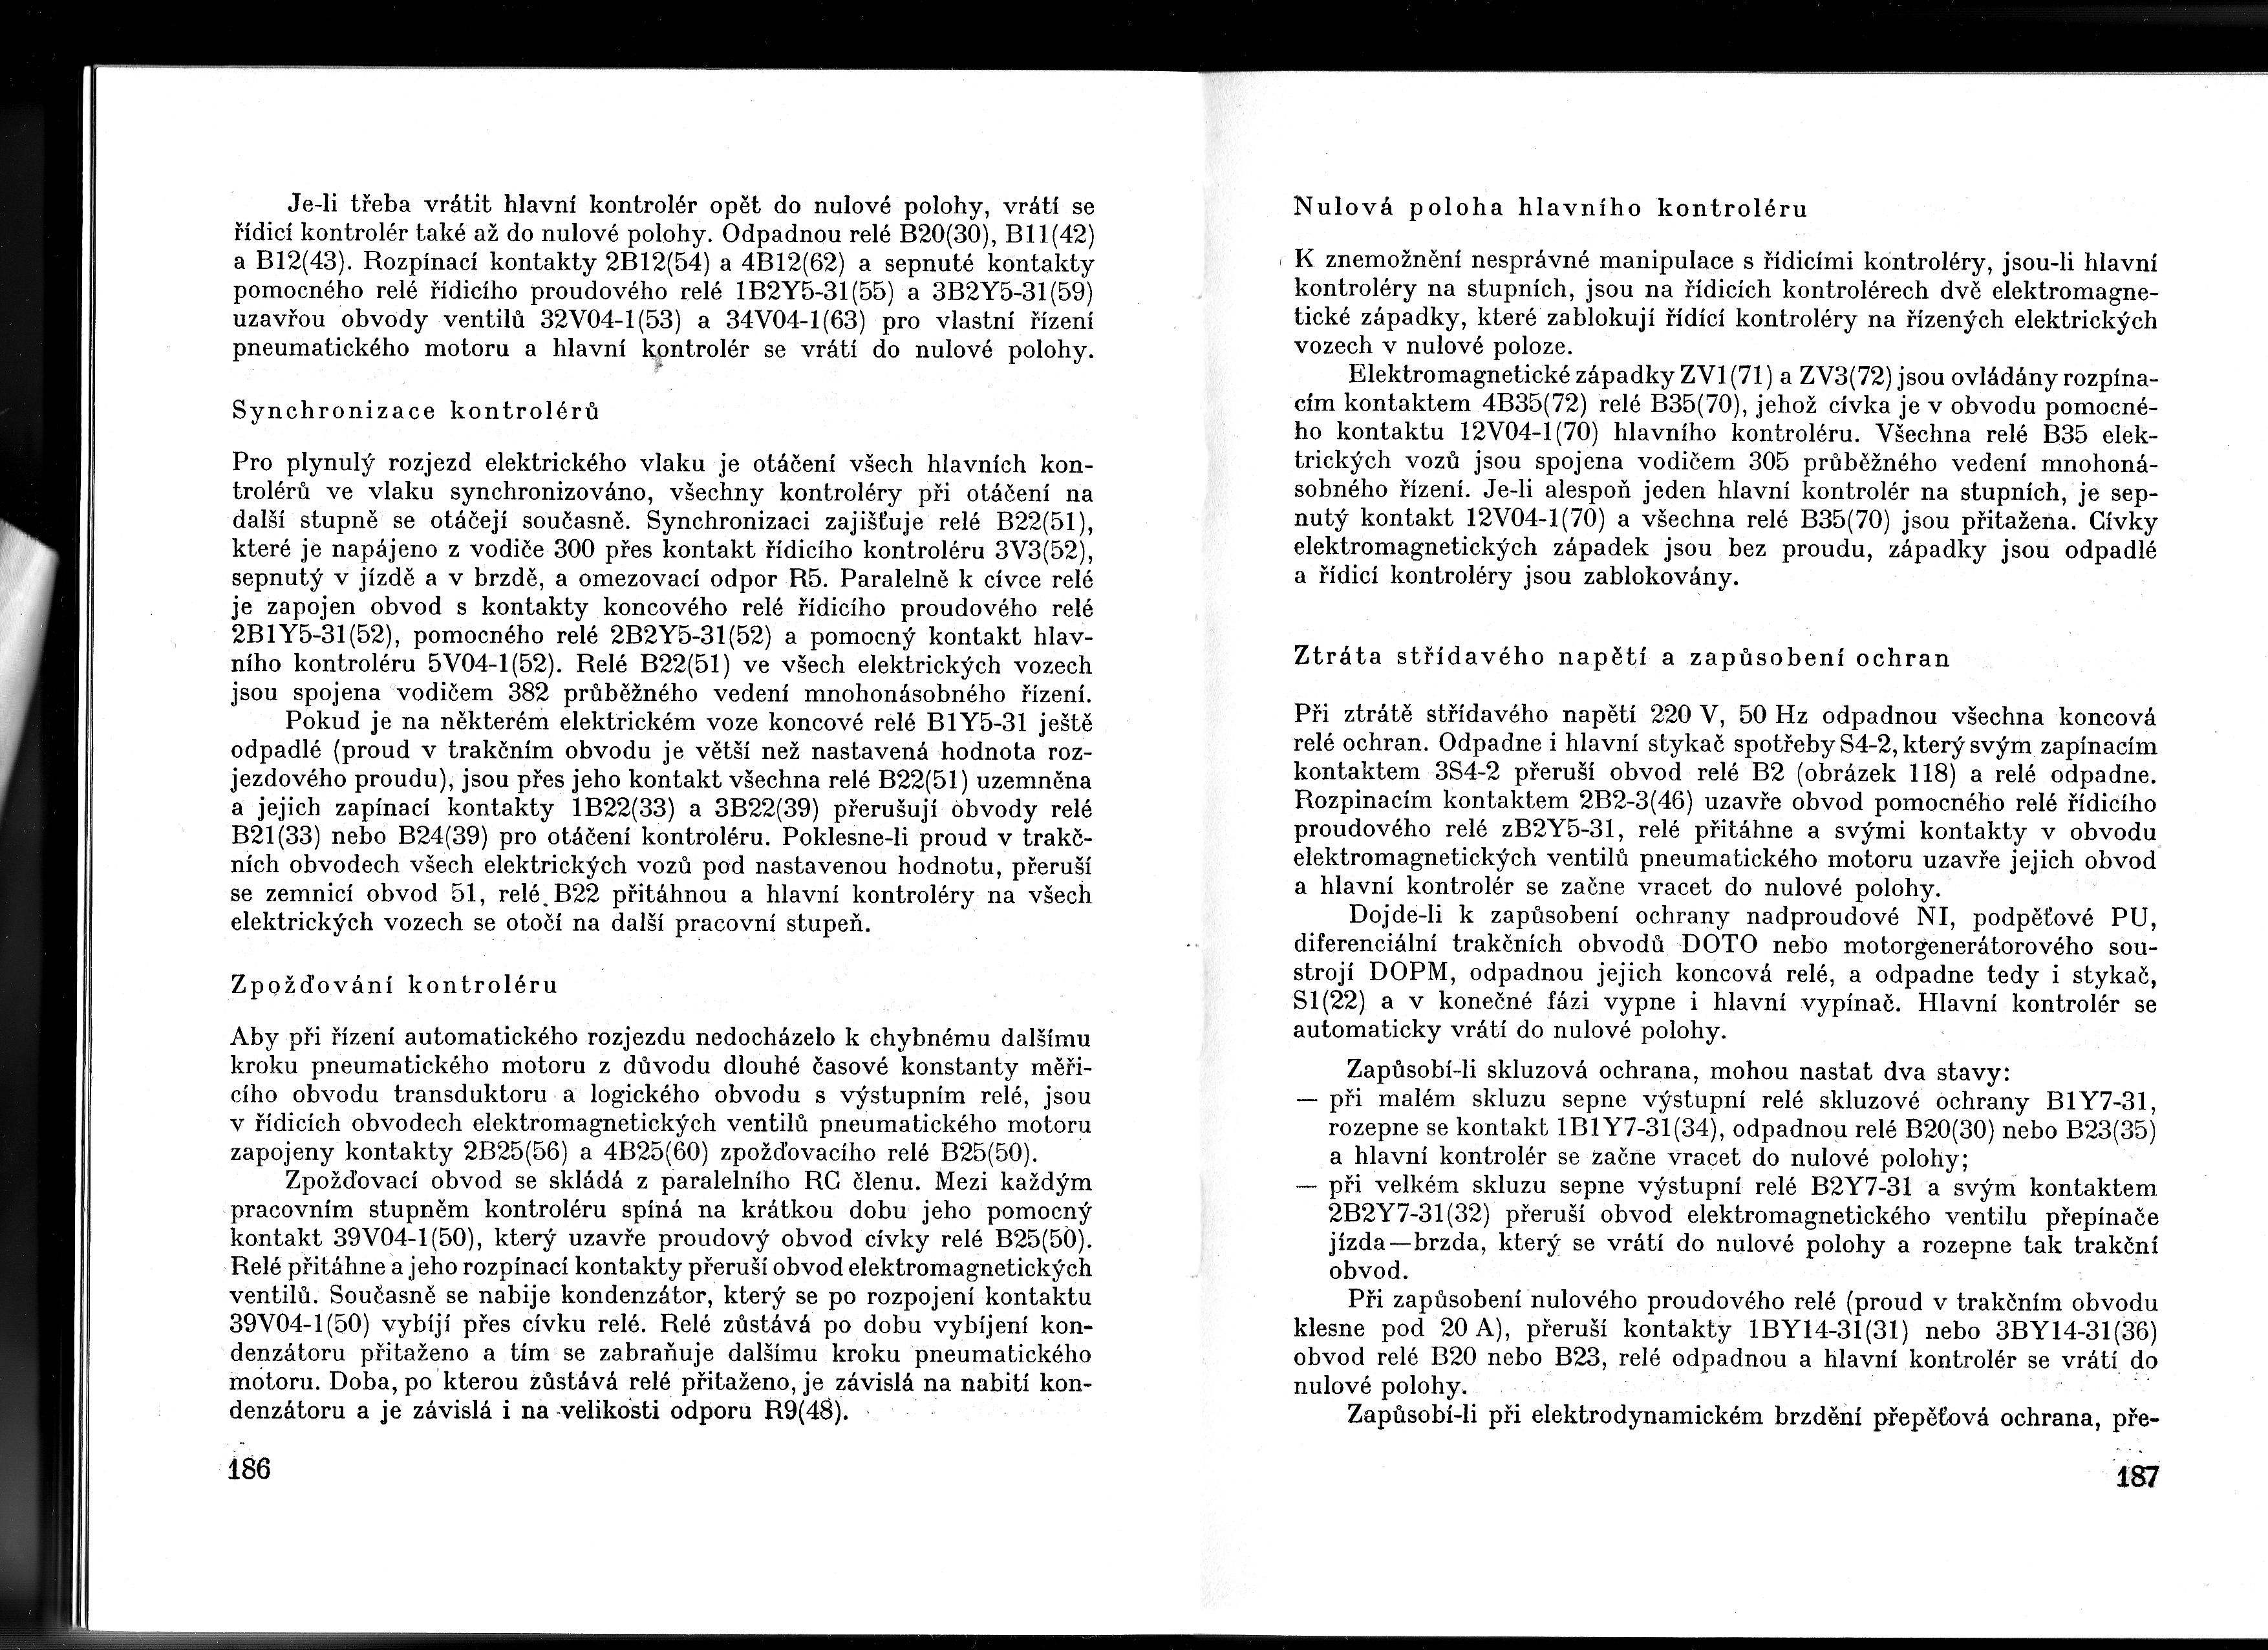 Je-li třeba vrátit hlavní kontrolér opět do nulové polohy, vrátí se
řídicí kontrolér také až do nulové polohy. Odpadnou relé B20(30), B11(42)
a B12(43). Rozpínací kontakty 2B12(54) a 4B12(62) a sepnuté kontakty
pomocného relé řídicího proudového relé 1B2Y5-31(55) a 3B2Y5-31(59)
uzavřou obvody ventilů 32V04-1(53) a 34V04-1(63) pro vlastní řízení
pneumatického motoru a hlavní kontrolér se vrátí do nulové polohy.
Synchronizace kontrolérů
Pro plynulý rozjezd elektrického vlaku je otáčení všech hlavních kon-
trolérů ve vlaku synchronizováno, všechny kontroléry při otáčení na
další stupně se otáčejí současně. Synchronizaci zajišťuje relé B22(51),
které je napájeno z vodiče 300 přes kontakt řídicího kontroléru 3V3(52),
sepnutý v jízdě a v brzdě, a omezovací odpor R5. Paralelně k cívce relé
je zapojen obvod s kontakty koncového relé řídicího proudového relé
2B1Y5-31(52), pomocného relé 2B2Y5-31(52) a pomocný kontakt hlav-
ního kontroléru 5V04-1(52). Relé B22(51) ve všech elektrických vozech
jsou spojena vodičem 382 průběžného vedení mnohonásobného řízení.
Pokud je na některém elektrickém voze koncové relé B1Y5-31 ještě
odpadlé (proud v trakčním obvodu je větší než nastavená hodnota roz-
jezdového proudu), jsou přes jeho kontakt všechna relé B22(51) uzemněna
a jejich zapínací kontakty 1B22(33) a 3B22(39) přerušují obvody relé
B21(33) nebo B24(39) pro otáčení kontroléru. Poklesne-li proud v trakč-
ních obvodech všech elektrických vozů pod nastavenou hodnotu, přeruší
se zemnicí obvod 51, relé B22 přitáhnou a hlavní kontroléry na všech
elektrických vozech se otočí na další pracovní stupeň.
Zpožďování kontroléru
Aby při řízení automatického rozjezdu nedocházelo k chybnému dalšímu
kroku pneumatického motoru z důvodu dlouhé časové konstanty měři-
cího obvodu transduktoru a logického obvodu s výstupním relé, jsou
v řídicích obvodech elektromagnetických ventilů pneumatického motoru
zapojeny kontakty 2B25(56) a 4B25(60) zpožďovacího relé B25(50).
Zpožďovací obvod se skládá z paralelního RC členu. Mezi každým
pracovním stupněm kontroléru spíná na krátkou dobu jeho pomocný
kontakt 39V04-1(50), který uzavře proudový obvod cívky relé B25(50).
Relé přitáhne a jeho rozpínací kontakty přeruší obvod elektromagnetických
ventilů. Současně se nabije kondenzátor, který se po rozpojení kontaktu
39V04-1(50) vybíjí přes cívku relé. Relé zůstává po dobu vybíjení kon-
denzátoru přitaženo a tím se zabraňuje dalšímu kroku pneumatického
motoru. Doba, po kterou zůstává relé přitaženo, je závislá na nabití kon-
denzátoru a je závislá i na velikosti odporu R9(48).
186
Nulová poloha hlavního kontroléru
K znemožnění nesprávné manipulace s řídicími kontroléry, jsou-li hlavní
kontroléry na stupních, jsou na řídicích kontrolérech dvě elektromagne-
tické západky, které zablokují řídící kontroléry na řízených elektrických
vozech v nulové poloze.
Elektromagnetické západky ZV1(71) a ZV3(72) jsou ovládány rozpína-
cím kontaktem 4B35(72) relé B35(70), jehož cívka je v obvodu pomocné-
ho kontaktu 12V04-1(70) hlavního kontroléru. Všechna relé B35 elek-
trických vozů jsou spojena vodičem 305 průběžného vedení mnohoná-
sobného řízení. Je-li alespoň jeden hlavní kontrolér na stupních, je sep-
nutý kontakt 12V04-1(70) a všechna relé B35(70) jsou přitažena. Cívky
elektromagnetických západek jsou bez proudu, západky jsou odpadlé
a řídicí kontroléry jsou zablokovány.
Ztráta střídavého napětí a zapůsobení ochran
Při ztrátě střídavého napětí 220 V, 50 Hz odpadnou všechna koncová
relé ochran. Odpadne i hlavní stykač spotřeby S4-2, který svým zapínacím
kontaktem 3S4-2 přeruší obvod relé B2 (obrázek 118) a relé odpadne.
Rozpinacím kontaktem 2B2-3(46) uzavře obvod pomocného relé řídicího
proudového relé zB2Y5-31, relé přitáhne a svými kontakty v obvodu
elektromagnetických ventilů pneumatického motoru uzavře jejich obvod
a hlavní kontrolér se začne vracet do nulové polohy.
Dojde-li k zapůsobení ochrany nadproudové NI, podpěťové PU,
diferenciální trakčních obvodů DOTO nebo motorgenerátorového sou-
strojí DOPM, odpadnou jejich koncová relé, a odpadne tedy i stykač,
S1(22) a v konečné fázi vypne i hlavní vypínač. Hlavní kontrolér se
automaticky vrátí do nulové polohy.
Zapůsobí-li skluzová ochrana, mohou nastat dva stavy:
— při malém skluzu sepne výstupní relé skluzové ochrany B1Y7-31,
rozepne se kontakt 1B1Y7-31(34), odpadnou relé B20(30) nebo B23(35)
a hlavní kontrolér se začne vracet do nulové polohy;
— při velkém skluzu sepne výstupní relé B2Y7-31 a svým kontaktem
2B2Y7-31(32) přeruší obvod elektromagnetického ventilu přepínače
jízda—brzda, který se vrátí do nulové polohy a rozepne tak trakční
obvod.
Při zapůsobení nulového proudového relé (proud v trakčním obvodu
klesne pod 20 A), přeruší kontakty 1BY14-31(31) nebo 3BY14-31(36)
obvod relé B20 nebo B23, relé odpadnou a hlavní kontrolér se vrátí do
nulové polohy.
Zapůsobí-li při elektrodynamickém brzdění přepěťová ochrana, pře-
187